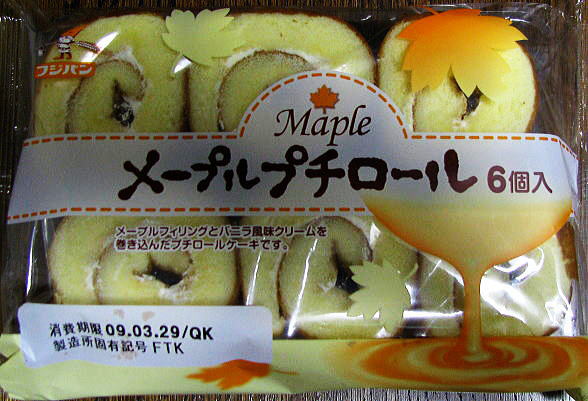 フジパン
Maple
メープルプチロール 6個入
メープルフィリングとバニラ風味クリームを
巻き込んだプチロールケーキです。
消費期限 09.03.29/QK
製造所固有記号 FTK